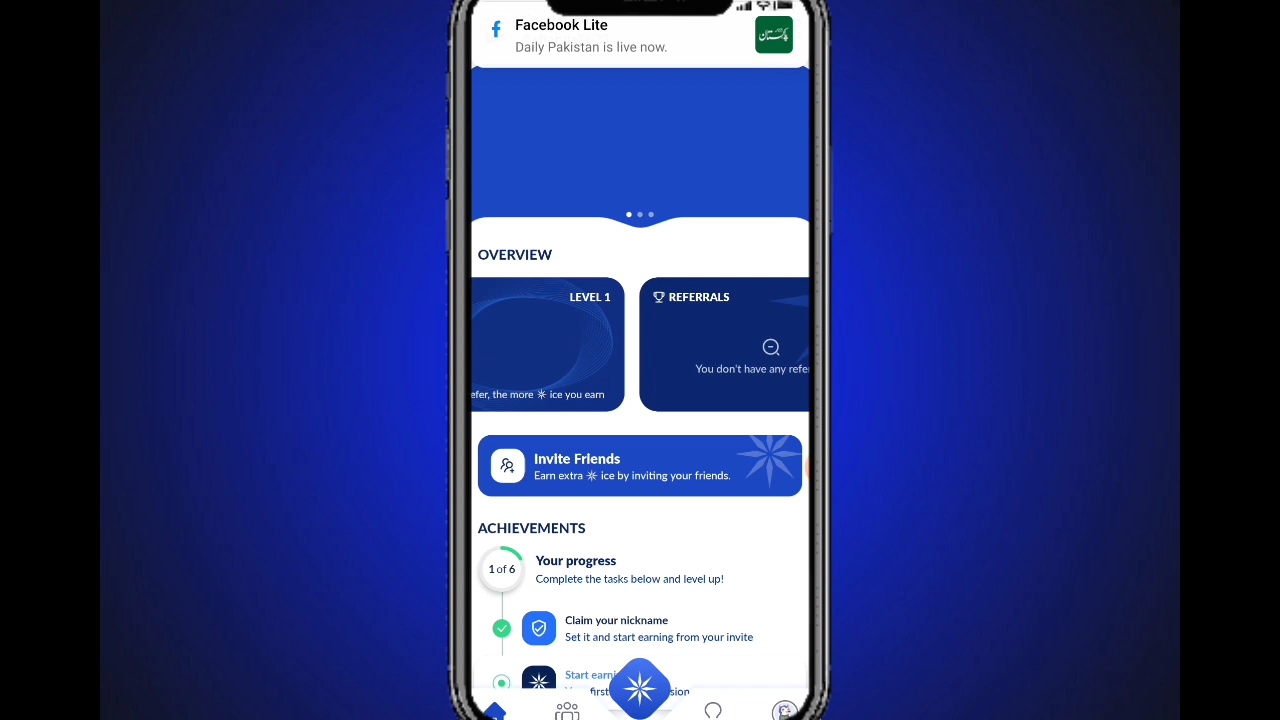 Facebook Lite
Daily Pakistan is live now.
پاکستان
OVERVIEW
LEVEL 1
REFERRALS
You don't have any refer
efer, the more ice you earn
Invite Friends
Earn extra ice by inviting your friends.
ACHIEVEMENTS
1 of 6
Your progress
Complete the tasks below and level up!
Claim your nickname
Set it and start earning from your invite
Start earni
first